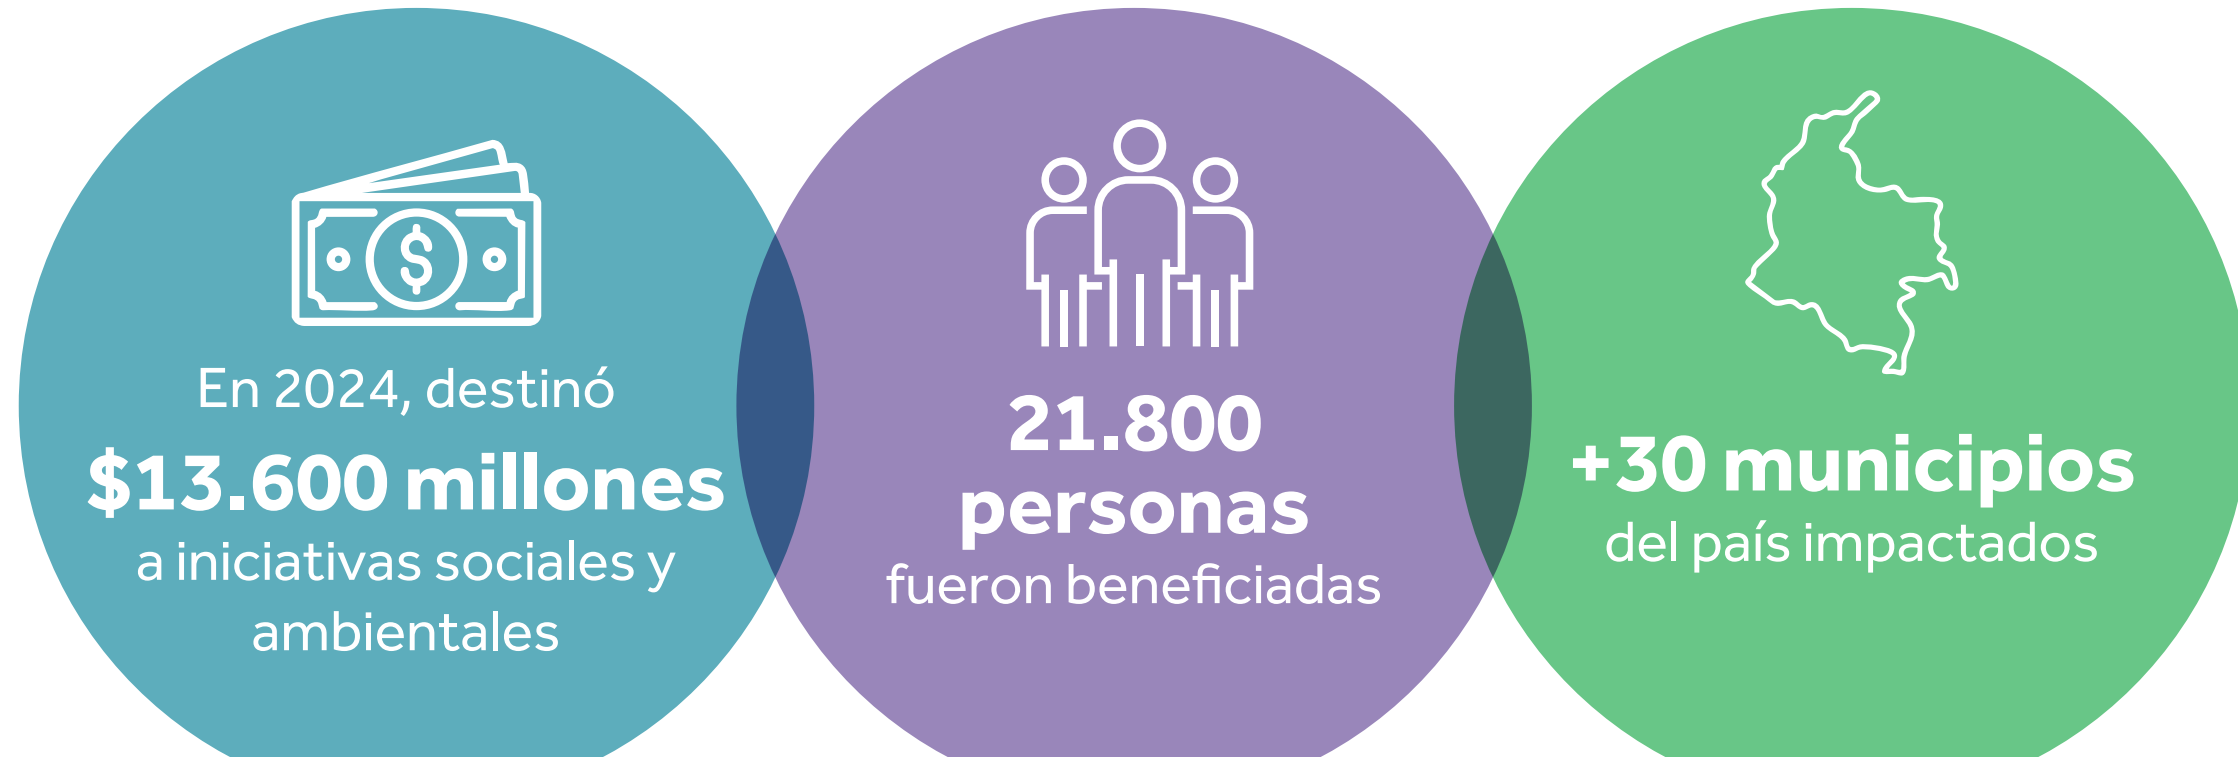 En 2024, destinó
$13.600 millones
a iniciativas sociales y
ambientales
21.800
personas
fueron beneficiadas
+30 municipios
del país impactados